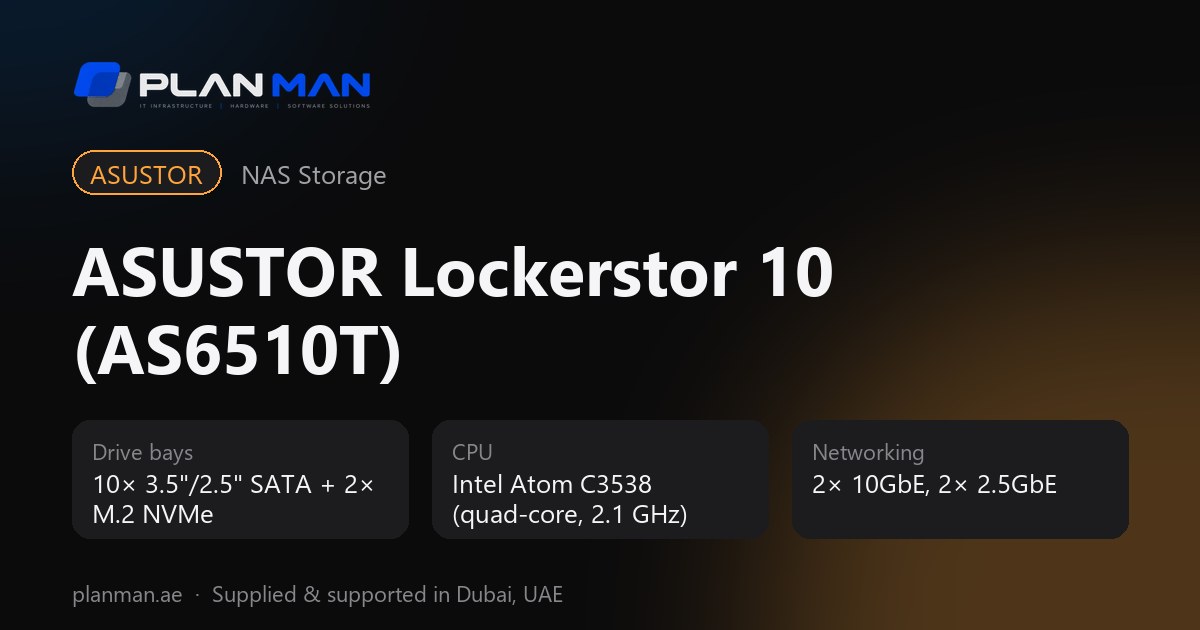 PLAN MAN
IT INFRASTRUCTURE | HARDWARE | SOFTWARE SOLUTIONS
ASUSTOR NAS Storage
ASUSTOR Lockerstor 10
(AS6510T)
Drive bays
10× 3.5"/2.5" SATA + 2×
M.2 NVMe
CPU
Intel Atom C3538
(quad-core, 2.1 GHz)
Networking
2× 10GbE, 2× 2.5GbE
planman.ae · Supplied & supported in Dubai, UAE